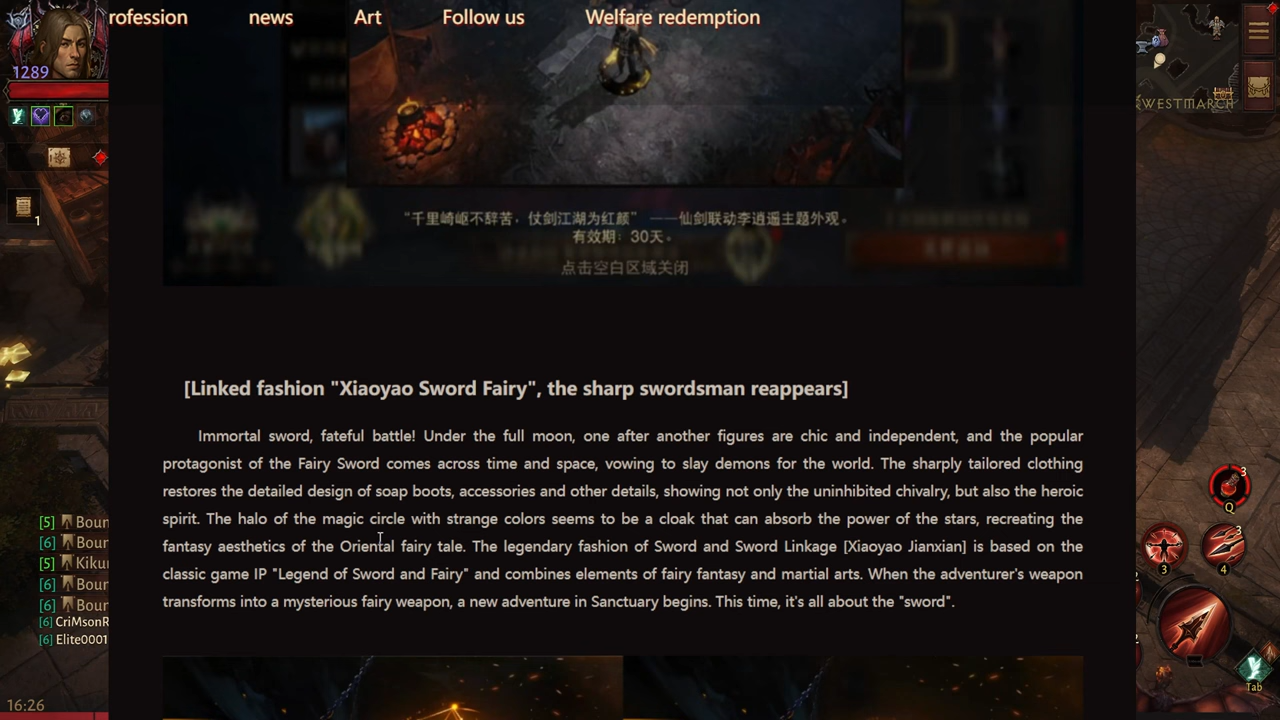 rofession news Art Follow us Welfare redemption
1289
WESTMARCH
1
“千里崎岖不辞苦，仗剑江湖为红颜” ——仙剑联动李逍遥主题外观。
有效期：30天。
点击空白区域关闭
[Linked fashion "Xiaoyao Sword Fairy", the sharp swordsman reappears]
Immortal sword, fateful battle! Under the full moon, one after another figures are chic and independent, and the popular
protagonist of the Fairy Sword comes across time and space, vowing to slay demons for the world. The sharply tailored clothing
restores the detailed design of soap boots, accessories and other details, showing not only the uninhibited chivalry, but also the heroic
spirit. The halo of the magic circle with strange colors seems to be a cloak that can absorb the power of the stars, recreating the
fantasy aesthetics of the Oriental fairy tale. The legendary fashion of Sword and Sword Linkage [Xiaoyao Jianxian] is based on the
classic game IP "Legend of Sword and Fairy" and combines elements of fairy fantasy and martial arts. When the adventurer's weapon
transforms into a mysterious fairy weapon, a new adventure in Sanctuary begins. This time, it's all about the "sword".
[5] Boun
[6] Boun
[5] Kikur
[6] Boun
[6] Boun
[6] CriMsonR
[6] Elite0001
16:26
3
Q
3
3
4
2
2
Tab